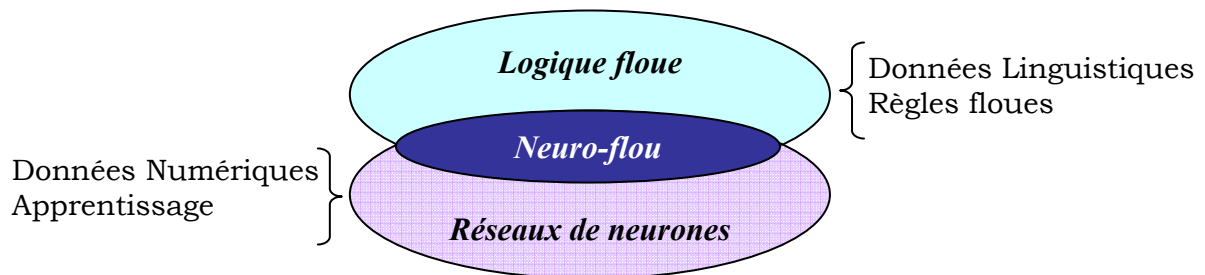 Logique floue
Données Linguistiques
Règles floues
Neuro-flou
Données Numériques
Apprentissage
Réseaux de neurones